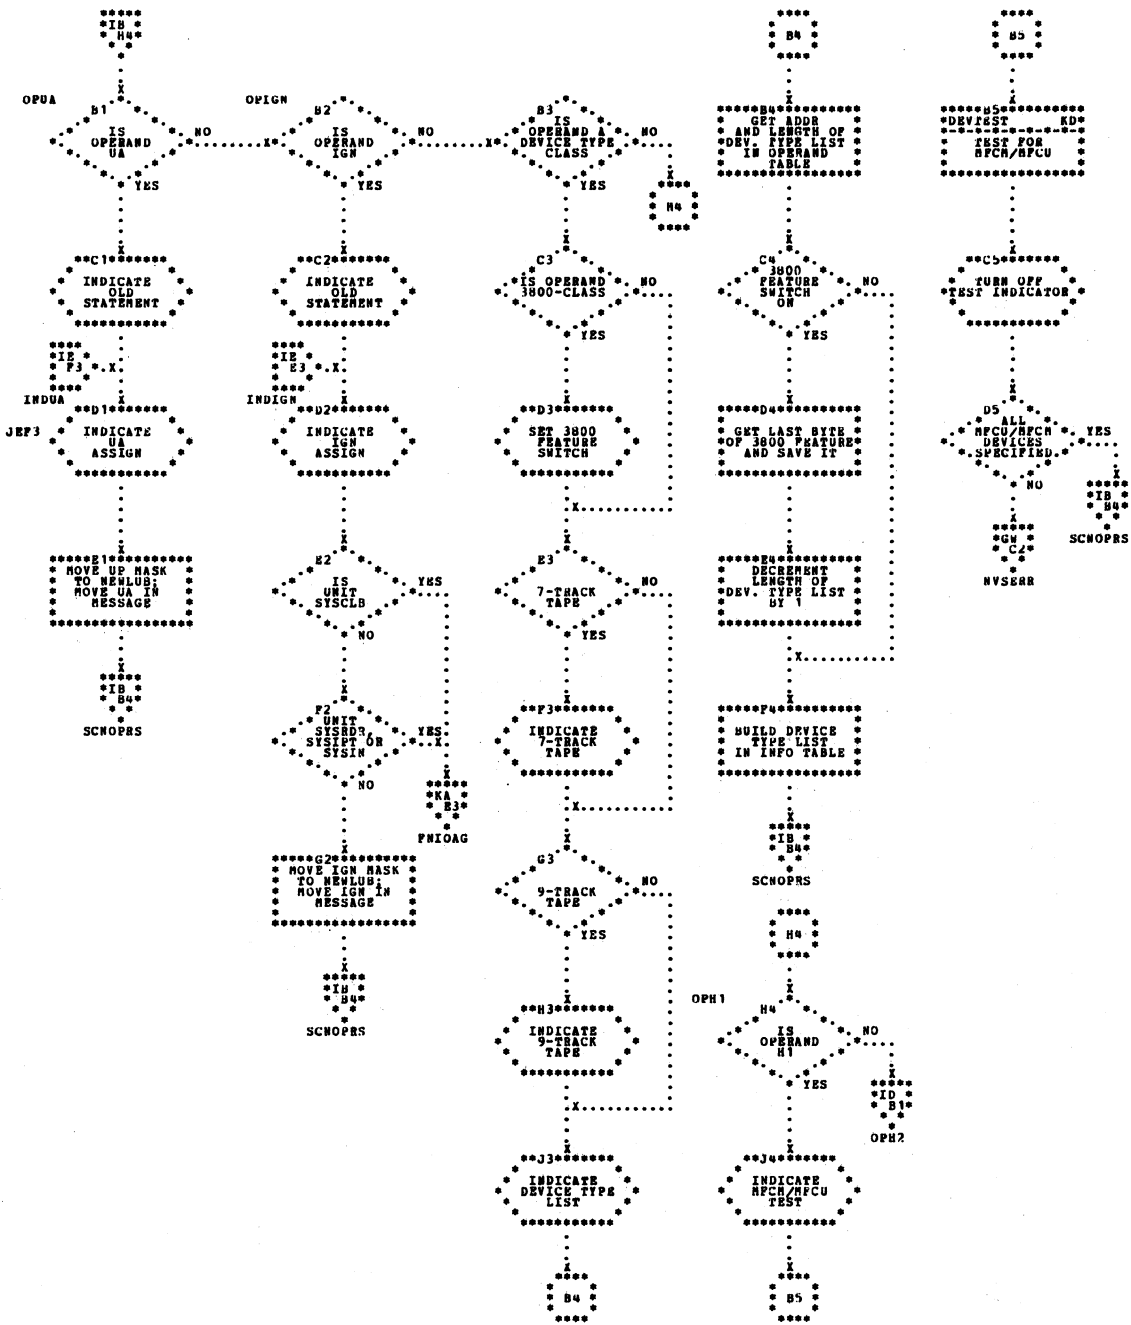 IB
H4
OPUA
B1
IS
OPERAND
UA
NO
YES
C1
INDICATE
OLD
STATEMENT
IE
F3
INDUA
JEF3
D1
INDICATE
UA
ASSIGN
E1
MOVE UP MASK
TO NEWLUB;
MOVE UA IN
MESSAGE
IB
B4
SCNOPRS
OPIGN
B2
IS
OPERAND
IGN
NO
YES
C2
INDICATE
OLD
STATEMENT
IE
E3
INDIGN
D2
INDICATE
IGN
ASSIGN
E2
IS
UNIT
SYSCLB
YES
NO
F2
UNIT
SYSRDR,
SYSIPT OR
SYSIN
YES
NO
KA
E3
FNIOAG
G2
MOVE IGN MASK
TO NEWLUB;
MOVE IGN IN
MESSAGE
IB
B4
SCNOPRS
B3
IS
OPERAND A
DEVICE TYPE
CLASS
NO
H4
YES
C3
IS OPERAND
3800-CLASS
NO
YES
D3
SET 3800
FEATURE
SWITCH
E3
7-TRACK
TAPE
NO
YES
F3
INDICATE
7-TRACK
TAPE
G3
9-TRACK
TAPE
NO
YES
H3
INDICATE
9-TRACK
TAPE
J3
INDICATE
DEVICE TYPE
LIST
B4
B4
B4
GET ADDR
AND LENGTH OF
DEV. TYPE LIST
IN OPERAND
TABLE
C4
3800
FEATURE
SWITCH
ON
NO
YES
D4
GET LAST BYTE
OF 3800 FEATURE
AND SAVE IT
E4
DECREMENT
LENGTH OF
DEV. TYPE LIST
BY 1
F4
BUILD DEVICE
TYPE LIST
IN INFO TABLE
IB
B4
SCNOPRS
H4
OPH1
H4
IS
OPERAND
H1
NO
YES
ID
B1
OPH2
J4
INDICATE
MFCM/MFCU
TEST
B5
B5
B5
DEVTEST KD
TEST FOR
MFCM/MFCU
C5
TURN OFF
TEST INDICATOR
D5
ALL
MFCU/MFCM
DEVICES
SPECIFIED
YES
NO
IB
B4
SCNOPRS
GW
C2
NVSERR